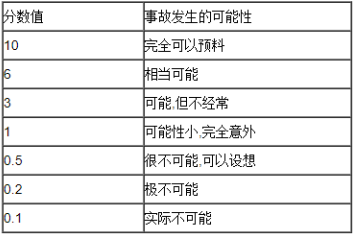 分数值 事故发生的可能性
10 完全可以预料
6 相当可能
3 可能,但不经常
1 可能性小,完全意外
0.5 很不可能,可以设想
0.2 极不可能
0.1 实际不可能